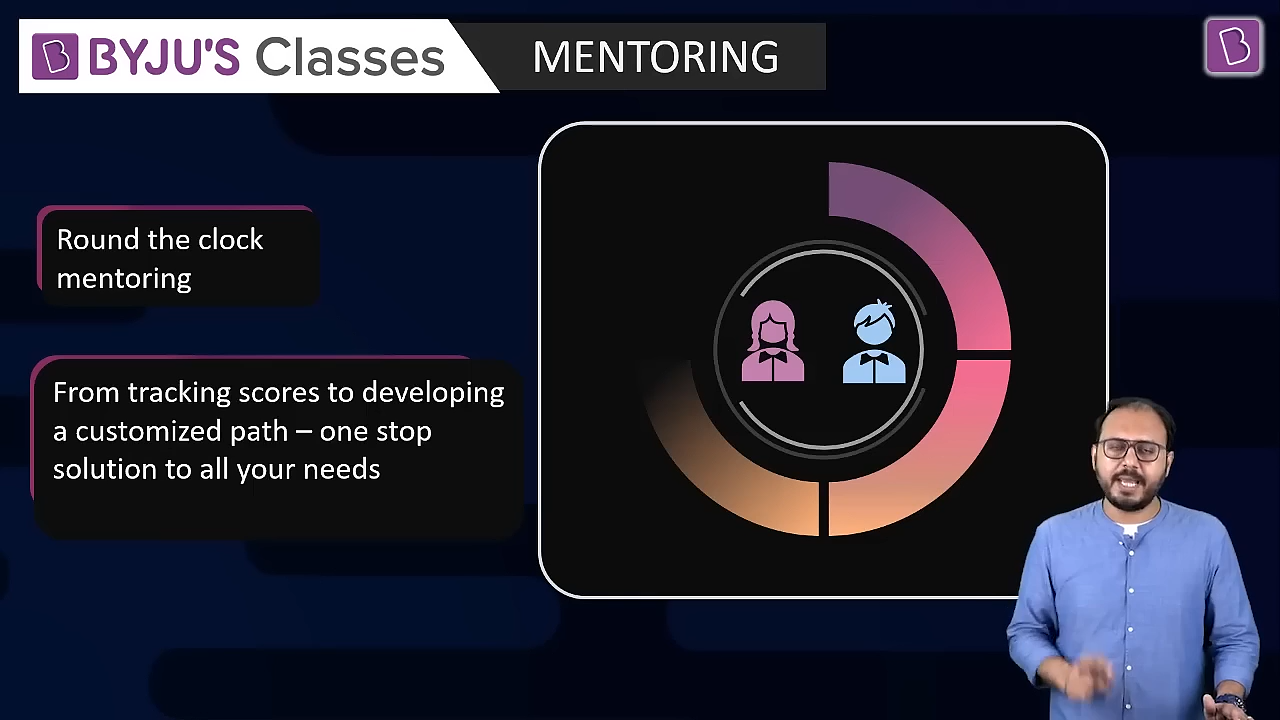 BYJU'S Classes
MENTORING
Round the clock
mentoring
From tracking scores to developing
a customized path – one stop
solution to all your needs